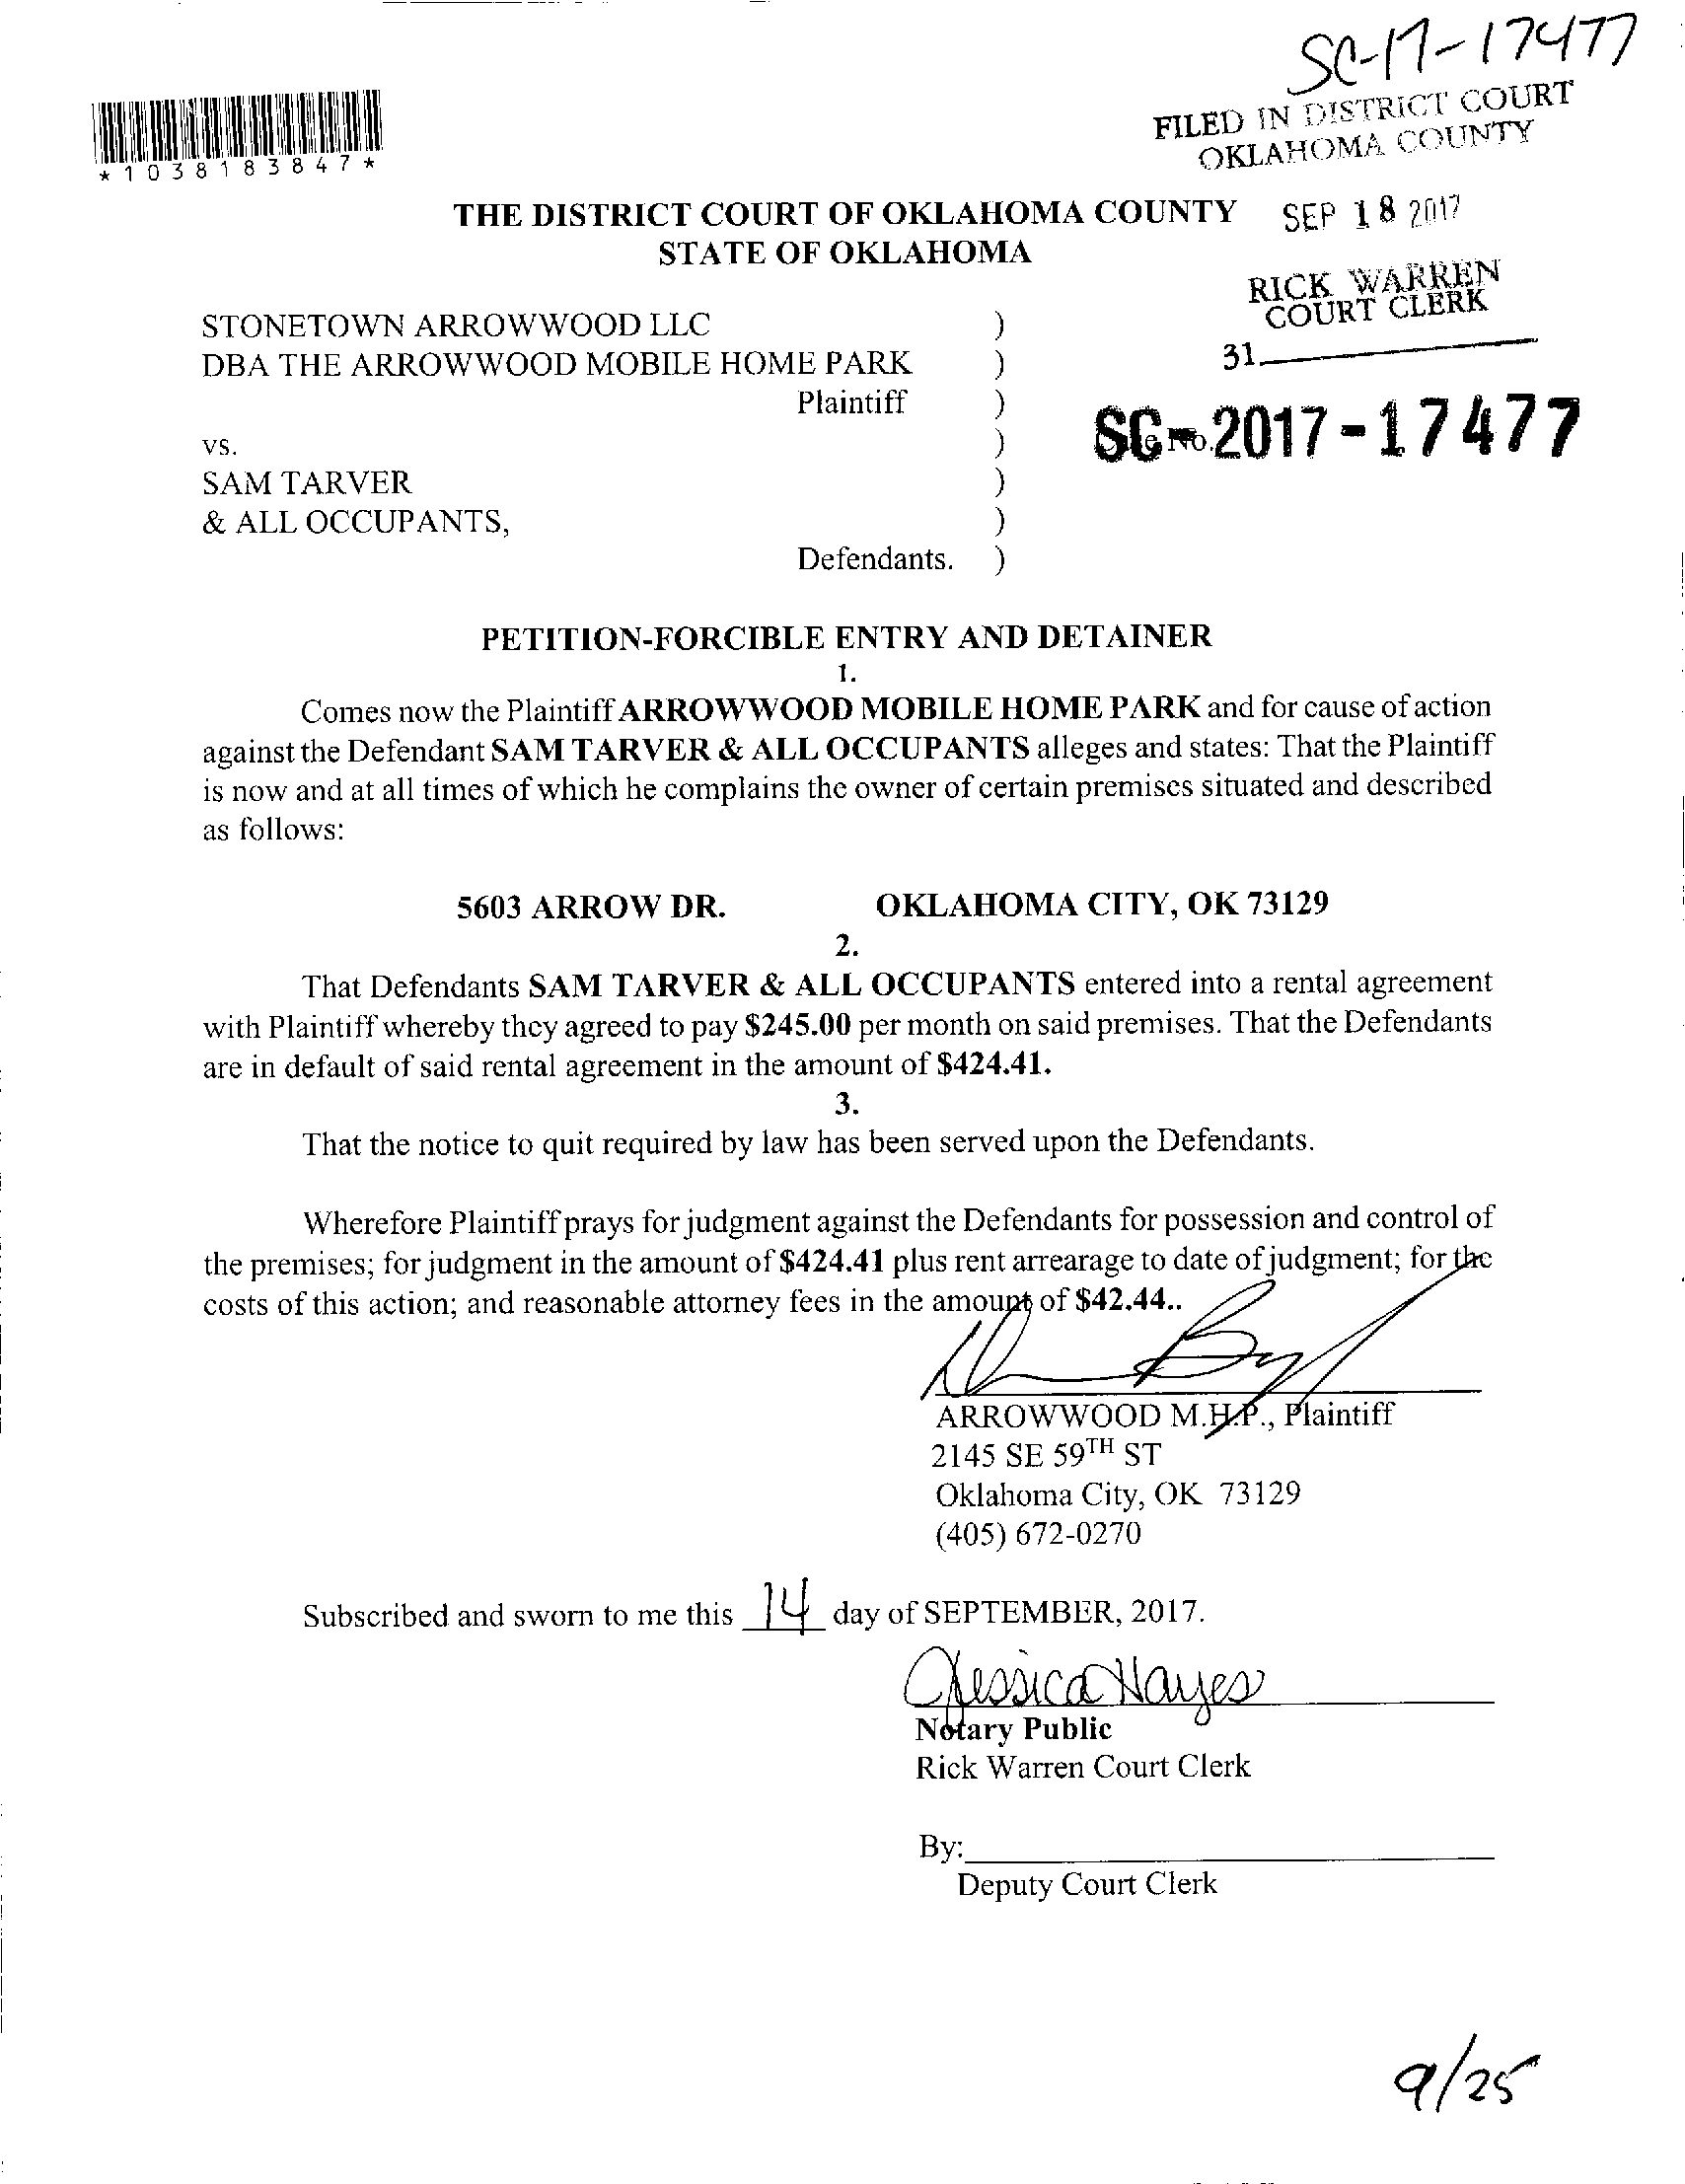 SC-17-17477
FILED IN DISTRICT COURT
OKLAHOMA COUNTY
*1038183847*
THE DISTRICT COURT OF OKLAHOMA COUNTY
SEP 18 2017
STATE OF OKLAHOMA
RICK WARREN
COURT CLERK
STONETOWN ARROWWOOD LLC )
DBA THE ARROWWOOD MOBILE HOME PARK )
31
Plaintiff )
SC-2017-17477
vs. )
SAM TARVER )
& ALL OCCUPANTS, )
Defendants. )
PETITION-FORCIBLE ENTRY AND DETAINER
1.
Comes now the Plaintiff ARROWWOOD MOBILE HOME PARK and for cause of action
against the Defendant SAM TARVER & ALL OCCUPANTS alleges and states: That the Plaintiff
is now and at all times of which he complains the owner of certain premises situated and described
as follows:
5603 ARROW DR. OKLAHOMA CITY, OK 73129
2.
That Defendants SAM TARVER & ALL OCCUPANTS entered into a rental agreement
with Plaintiff whereby they agreed to pay $245.00 per month on said premises. That the Defendants
are in default of said rental agreement in the amount of $424.41.
3.
That the notice to quit required by law has been served upon the Defendants.
Wherefore Plaintiff prays for judgment against the Defendants for possession and control of
the premises; for judgment in the amount of $424.41 plus rent arrearage to date of judgment; for the
costs of this action; and reasonable attorney fees in the amount of $42.44..
ARROWWOOD M.H.P., Plaintiff
2145 SE 59TH ST
Oklahoma City, OK 73129
(405) 672-0270
Subscribed and sworn to me this 14 day of SEPTEMBER, 2017.
Jessica Hayes
Notary Public
Rick Warren Court Clerk
By:
Deputy Court Clerk
9/25